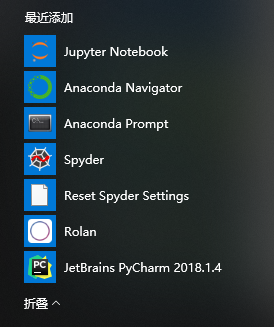 最近添加
Jupyter Notebook
Anaconda Navigator
Anaconda Prompt
Spyder
Reset Spyder Settings
Rolan
PC
JetBrains PyCharm 2018.1.4
折叠